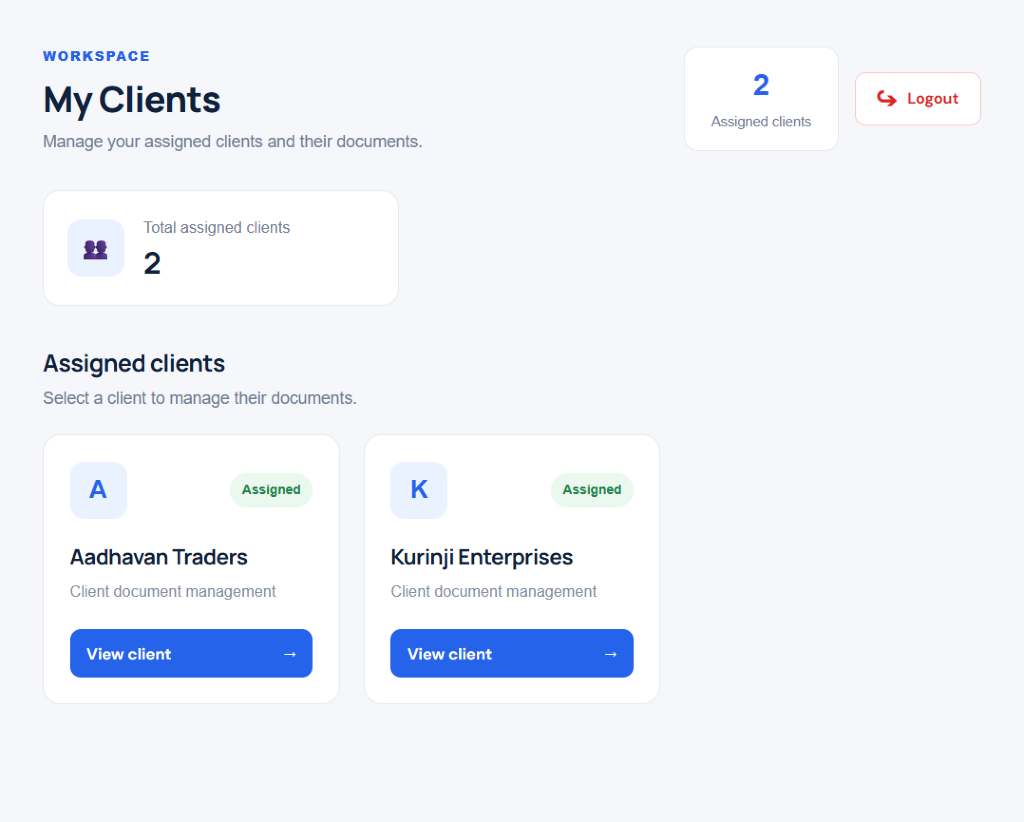 WORKSPACE
My Clients
Manage your assigned clients and their documents.
2
Assigned clients
Logout
Total assigned clients
2
Assigned clients
Select a client to manage their documents.
A
Assigned
Aadhavan Traders
Client document management
View client →
K
Assigned
Kurinji Enterprises
Client document management
View client →